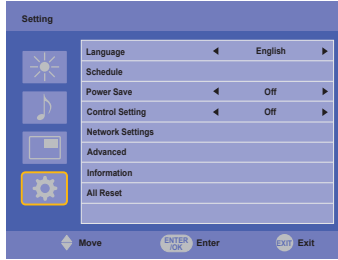 Setting
Language English
Schedule
Power Save Off
Control Setting Off
Network Settings
Advanced
Information
All Reset
Move ENTER /OK Enter EXIT Exit